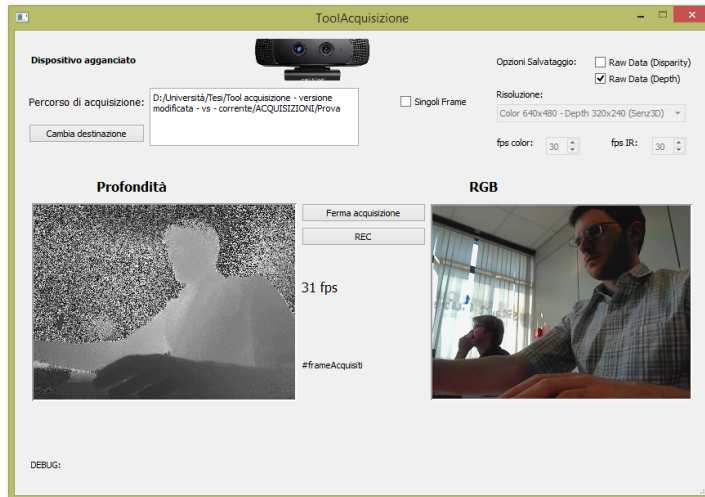 ToolAcquisizione
Dispositivo agganciato
Opzioni Salvataggio:
Raw Data (Disparity)
Raw Data (Depth)
Percorso di acquisizione:
D:/Università/Tesi/Tool acquisizione - versione
modificata - vs - corrente/ACQUISIZIONI/Prova
Singoli Frame
Risoluzione:
Color 640x480 - Depth 320x240 (Senz3D)
Cambia destinazione
fps color:
30
fps IR:
30
Profondità
RGB
Ferma acquisizione
REC
31 fps
#frameAcquisiti
DEBUG: